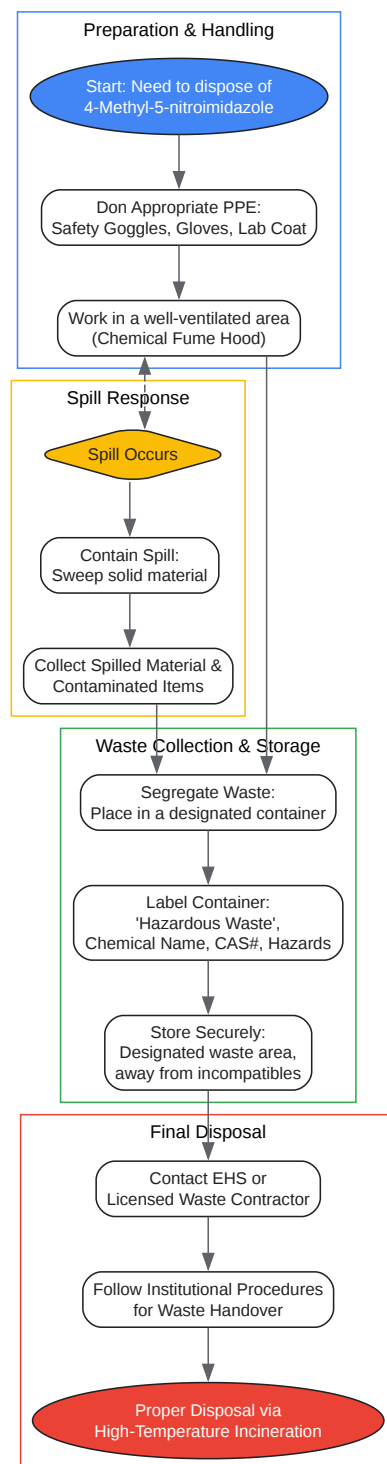 Preparation & Handling
Start: Need to dispose of
4-Methyl-5-nitroimidazole
Don Appropriate PPE:
Safety Goggles, Gloves, Lab Coat
Work in a well-ventilated area
(Chemical Fume Hood)
Spill Response
Spill Occurs
Contain Spill:
Sweep solid material
Collect Spilled Material &
Contaminated Items
Waste Collection & Storage
Segregate Waste:
Place in a designated container
Label Container:
'Hazardous Waste',
Chemical Name, CAS#, Hazards
Store Securely:
Designated waste area,
away from incompatibles
Final Disposal
Contact EHS or
Licensed Waste Contractor
Follow Institutional Procedures
for Waste Handover
Proper Disposal via
High-Temperature Incineration